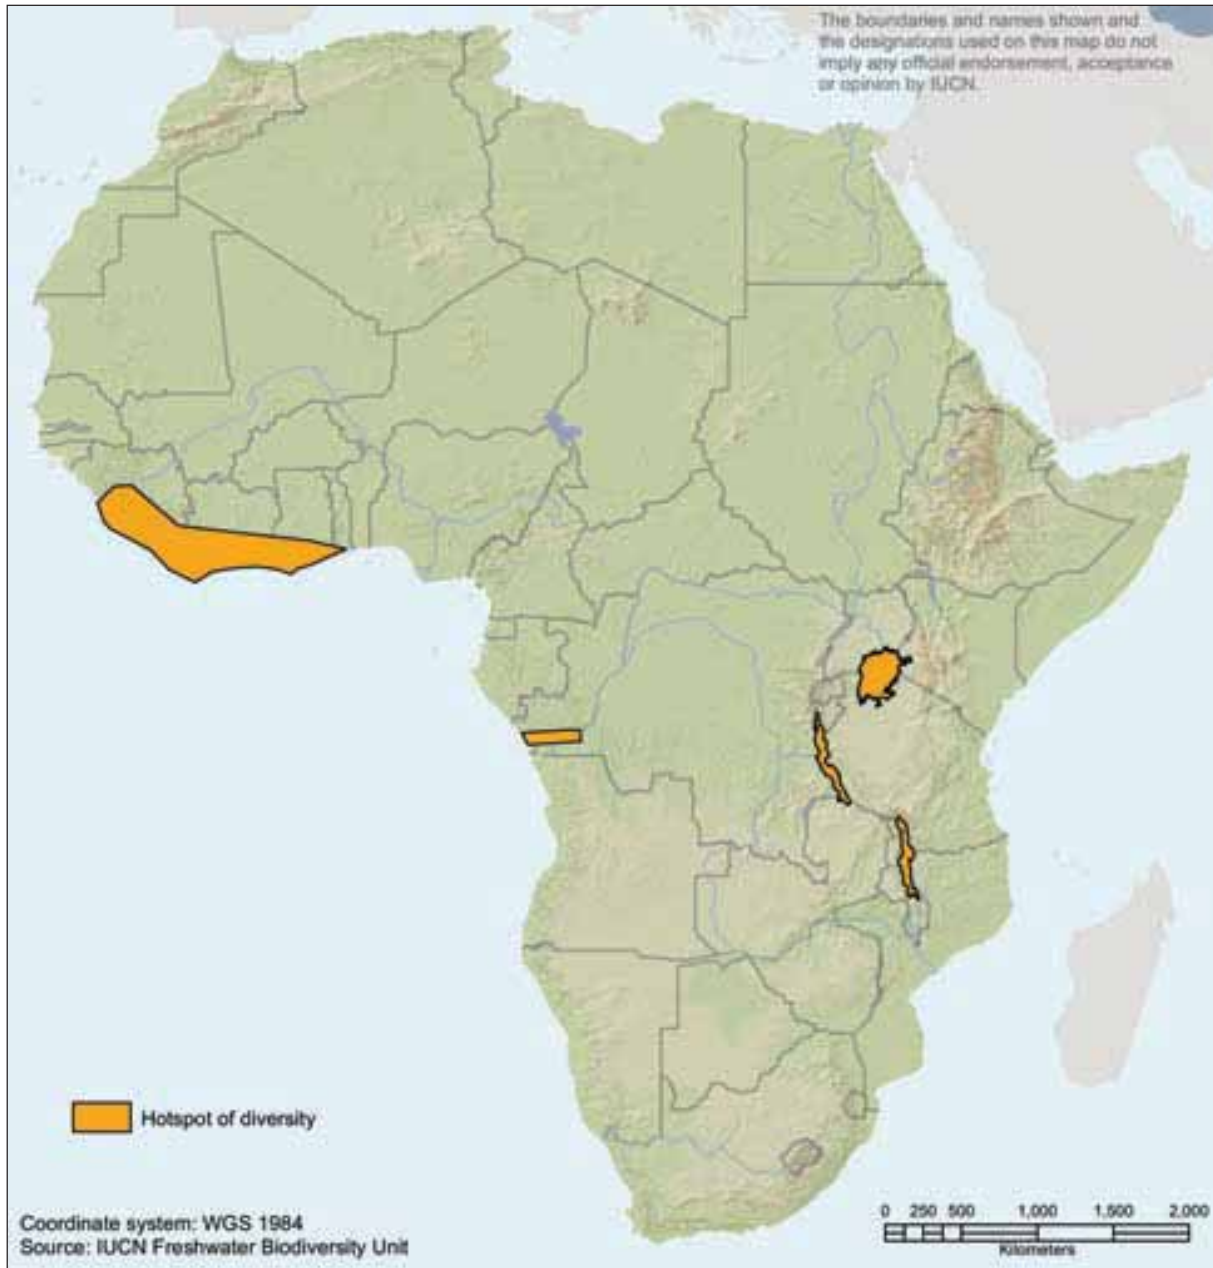 The boundaries and names shown and
the designations used on this map do not
imply any official endorsement, acceptance
or opinion by IUCN.
Hotspot of diversity
Coordinate system: WGS 1984
Source: IUCN Freshwater Biodiversity Unit
0 250 500 1,000 1,500 2,000
Kilometers